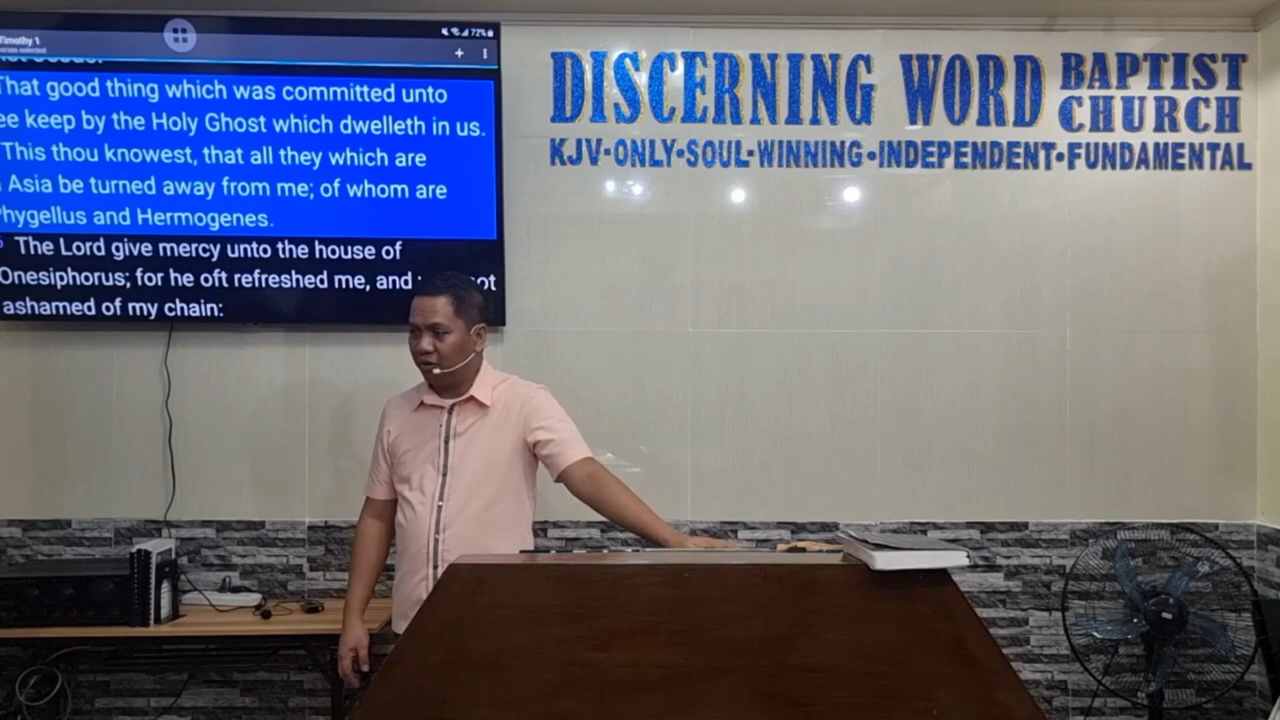 Timothy 1
72%
That good thing which was committed unto
ee keep by the Holy Ghost which dwelleth in us.
This thou knowest, that all they which are
Asia be turned away from me; of whom are
Phygellus and Hermogenes.
The Lord give mercy unto the house of
Onesiphorus; for he oft refreshed me, and
ashamed of my chain:
DISCERNING WORD BAPTIST
CHURCH
KJV-ONLY•SOUL-WINNING•INDEPENDENT•FUNDAMENTAL